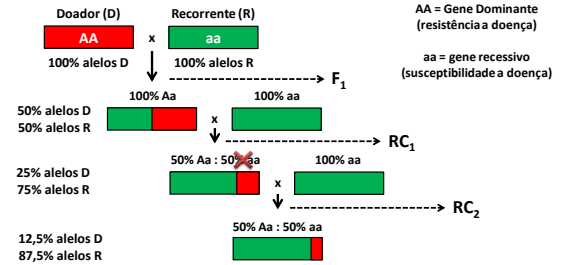 Doador (D)
Recorrente (R)
AA = Gene Dominante
(resistência a doença)
AA
x
aa
100% alelos D
100% alelos R
aa = gene recessivo
(susceptibilidade a doença)
F1
100% Aa
100% aa
50% alelos D
50% alelos R
x
RC1
50% Aa : 50% aa
100% aa
25% alelos D
75% alelos R
x
RC2
50% Aa : 50% aa
12,5% alelos D
87,5% alelos R